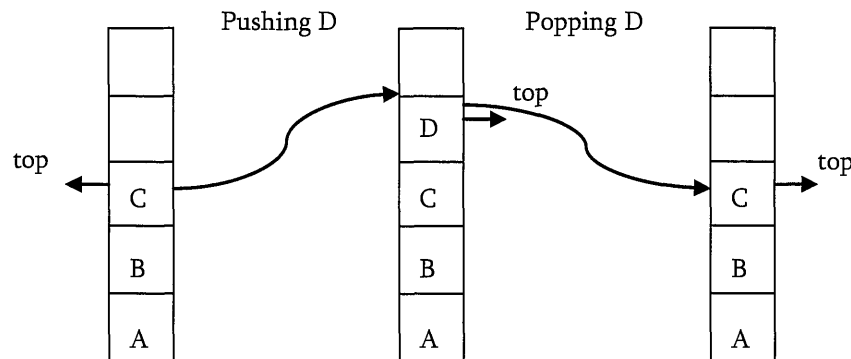 Pushing D Popping D
top
D
top C C C top
B B B
A A A